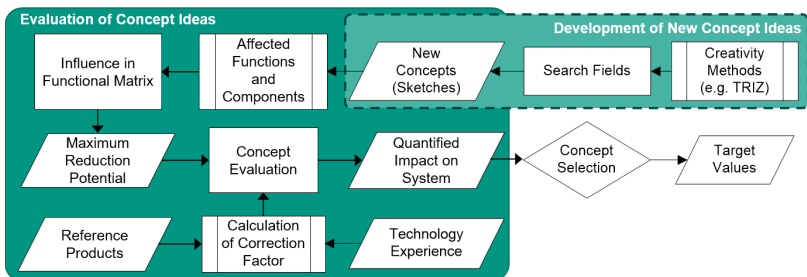 Evaluation of Concept Ideas
Development of New Concept Ideas
Influence in
Functional Matrix
Affected
Functions
and
Components
New
Concepts
(Sketches)
Search Fields
Creativity
Methods
(e.g. TRIZ)
Maximum
Reduction
Potential
Concept
Evaluation
Quantified
Impact on
System
Concept
Selection
Target
Values
Reference
Products
Calculation
of Correction
Factor
Technology
Experience